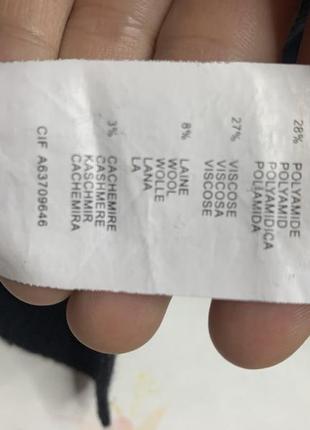 28% POLYAMIDE
POLYAMID
POLYAMIDICA
POLIAMIDA
27% VISCOSE
VISCOSA
VISCOSE
8% LAINE
WOOL
WOLLE
LANA
LA
3% CACHEMIRE
CASHMERE
KASCHMIR
CACHEMIRA
CIF A63709646